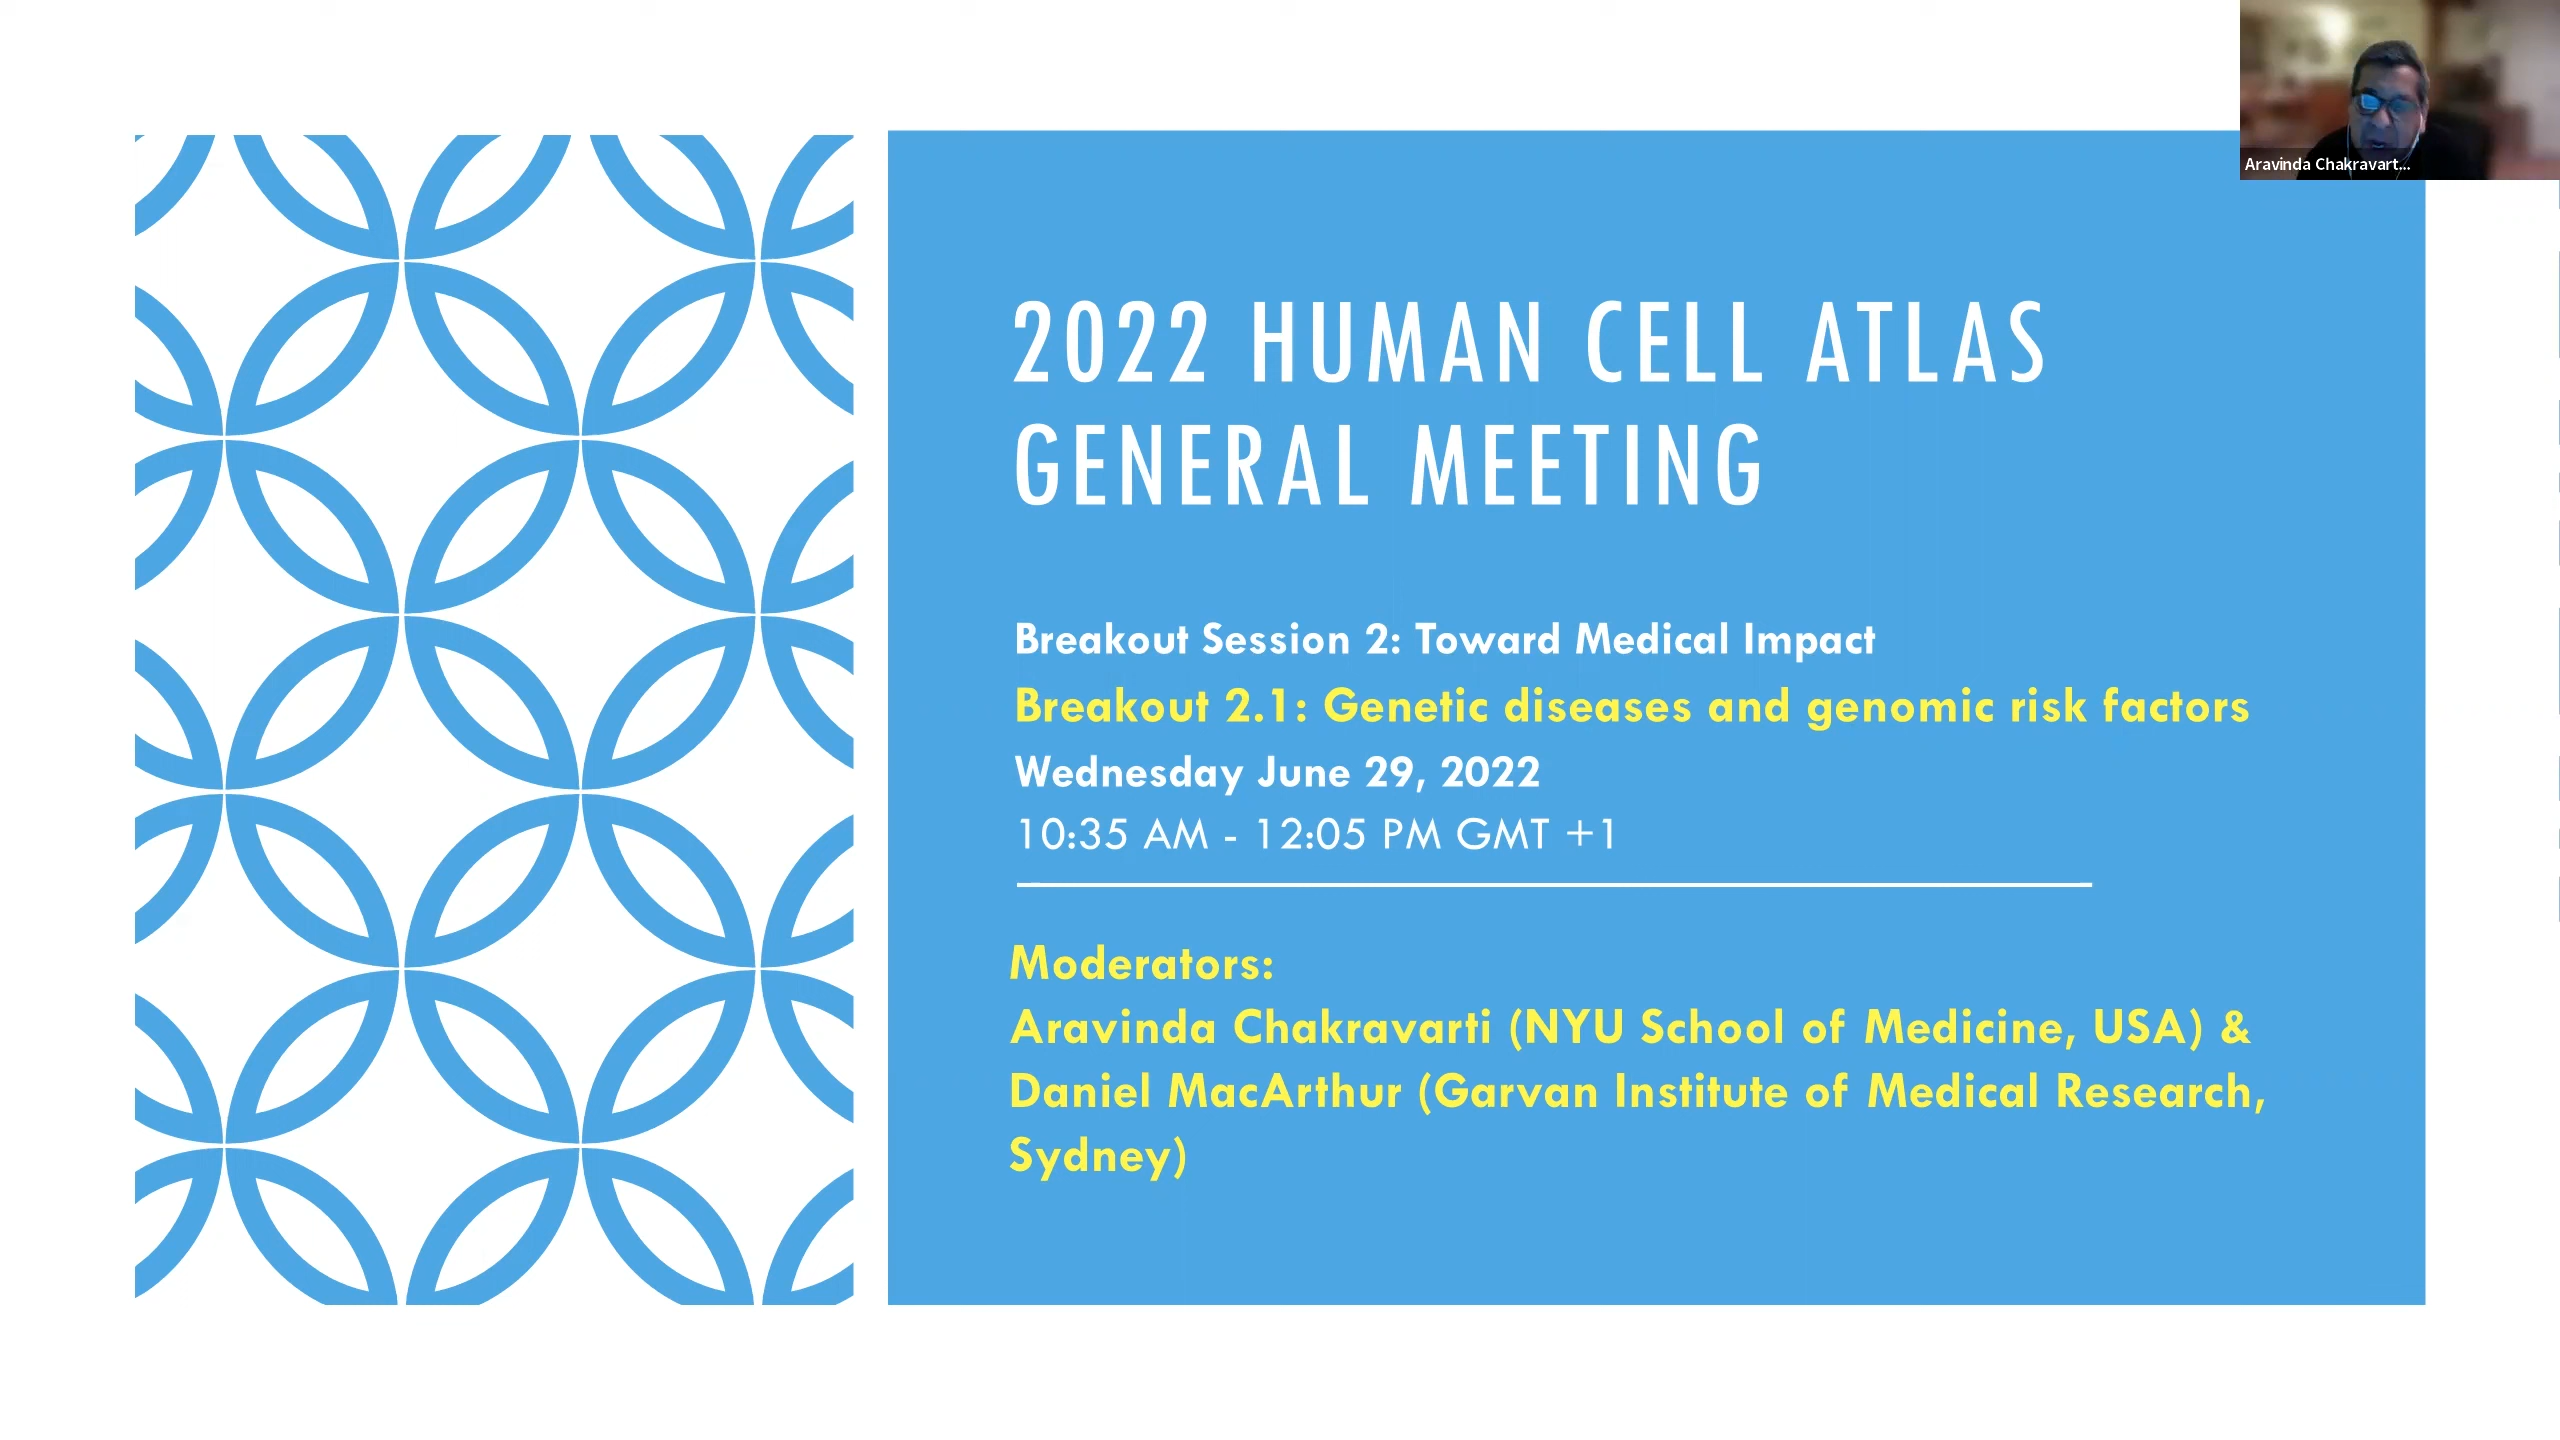 Aravinda Chakravart...
2022 HUMAN CELL ATLAS
GENERAL MEETING
Breakout Session 2: Toward Medical Impact
Breakout 2.1: Genetic diseases and genomic risk factors
Wednesday June 29, 2022
10:35 AM - 12:05 PM GMT +1
Moderators:
Aravinda Chakravarti (NYU School of Medicine, USA) &
Daniel MacArthur (Garvan Institute of Medical Research,
Sydney)